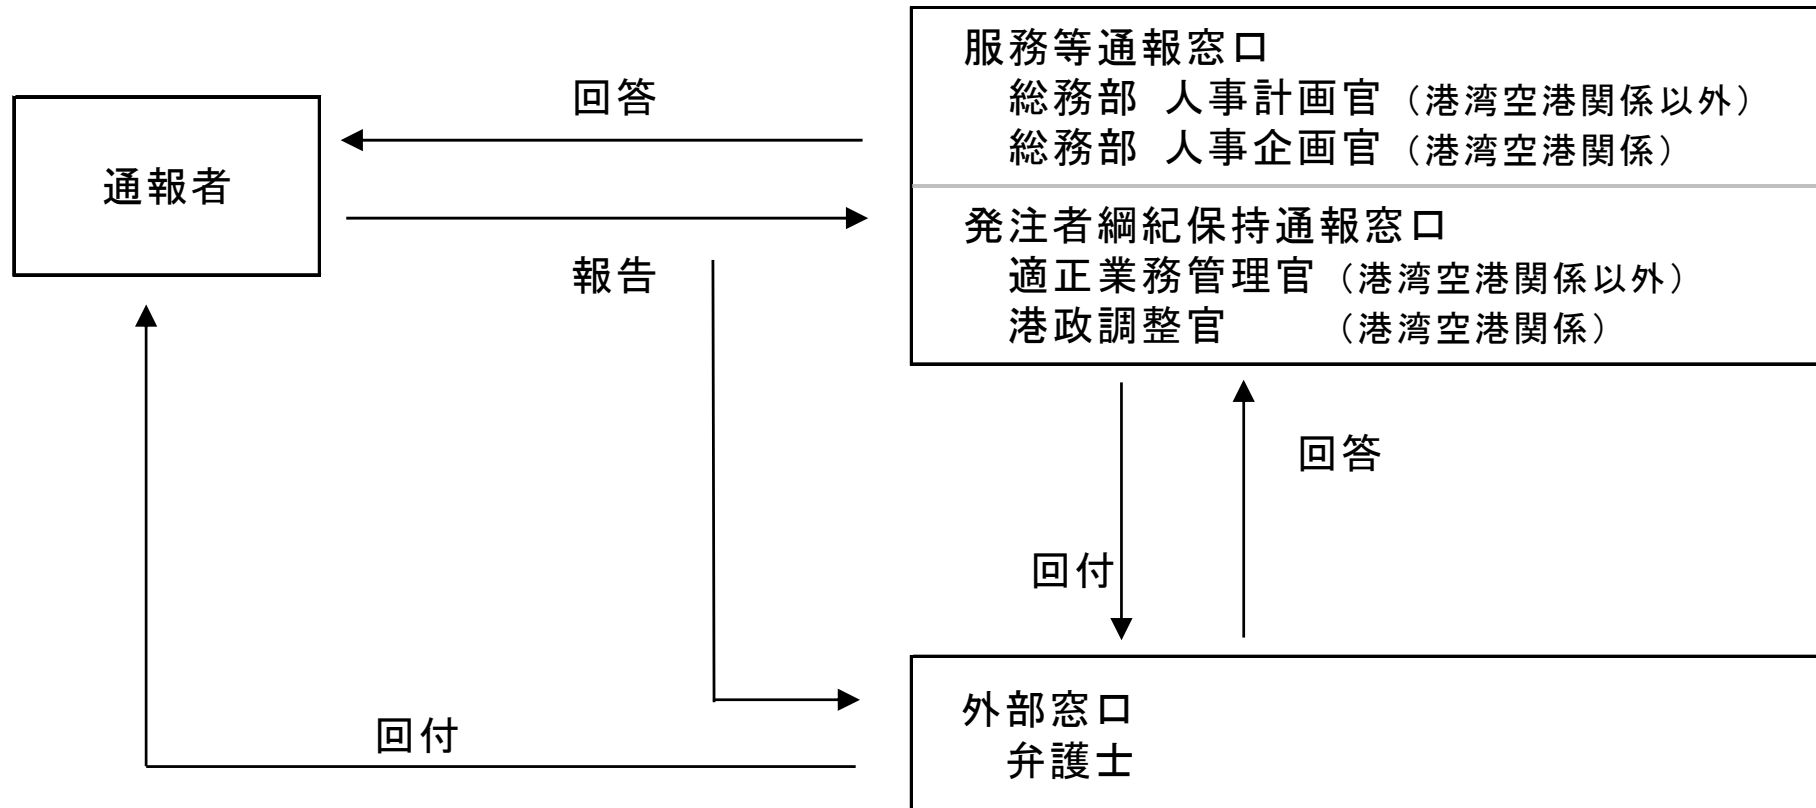 服務等通報窓口
総務部 人事計画官（港湾空港関係以外）
総務部 人事企画官（港湾空港関係）
回答
通報者
発注者綱紀保持通報窓口
適正業務管理官（港湾空港関係以外）
港政調整官（港湾空港関係）
報告
回答
回付
外部窓口
弁護士
回付